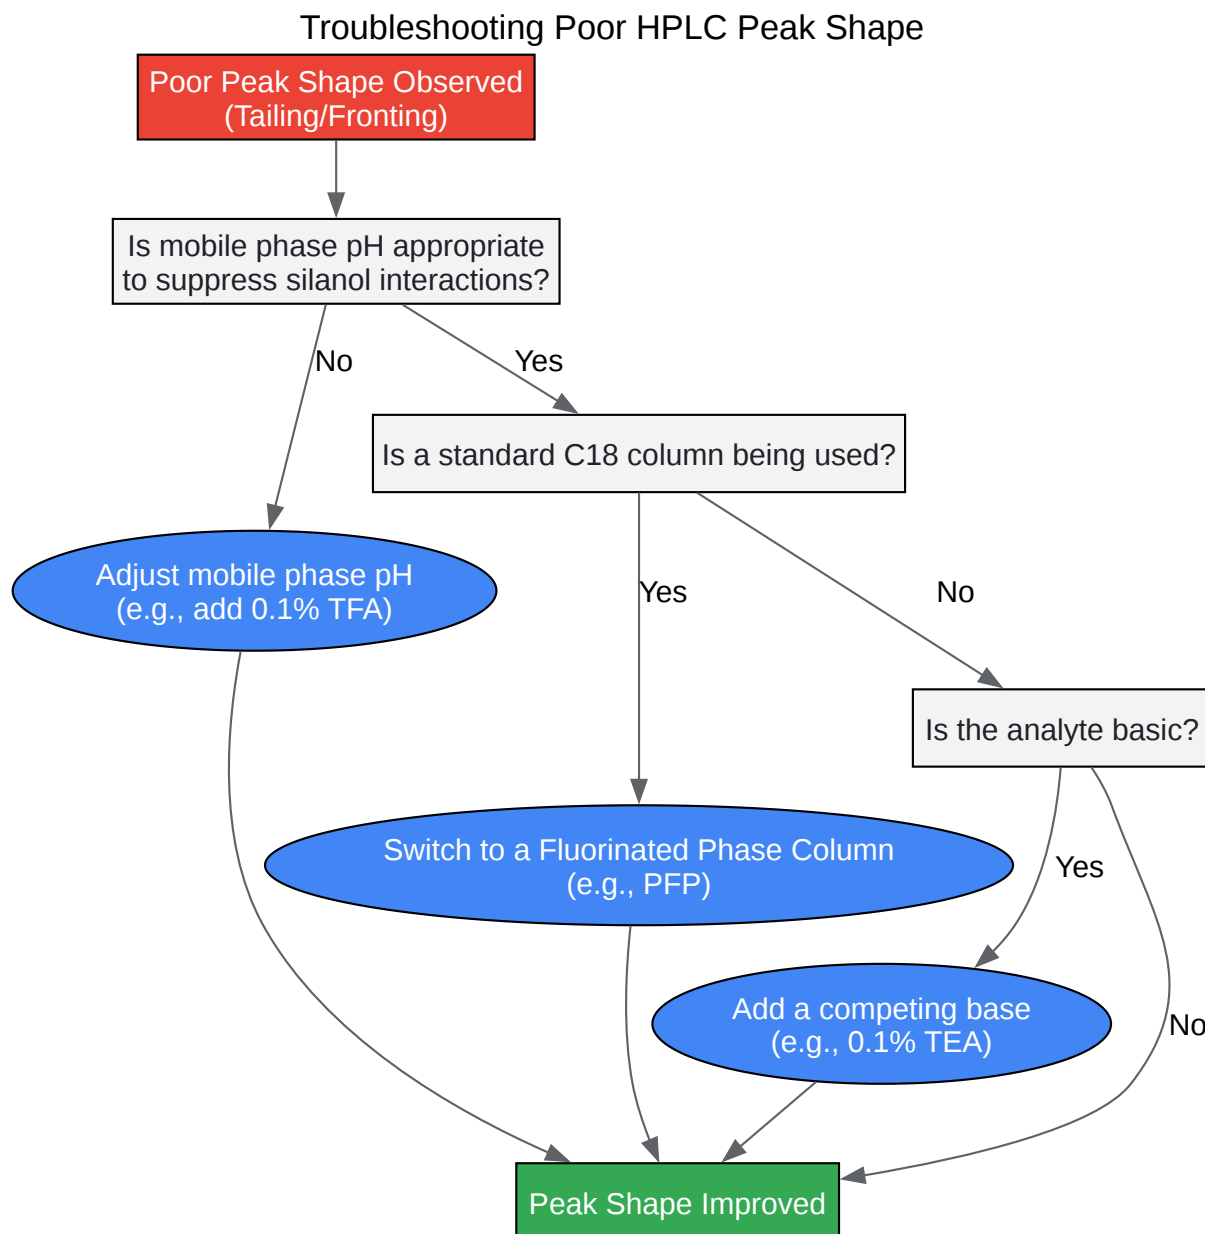 Troubleshooting Poor HPLC Peak Shape
Poor Peak Shape Observed
(Tailing/Fronting)
Is mobile phase pH appropriate
to suppress silanol interactions?
No
Yes
Is a standard C18 column being used?
Adjust mobile phase pH
(e.g., add 0.1% TFA)
Yes
No
Is the analyte basic?
Switch to a Fluorinated Phase Column
(e.g., PFP)
Yes
Add a competing base
(e.g., 0.1% TEA)
No
Peak Shape Improved